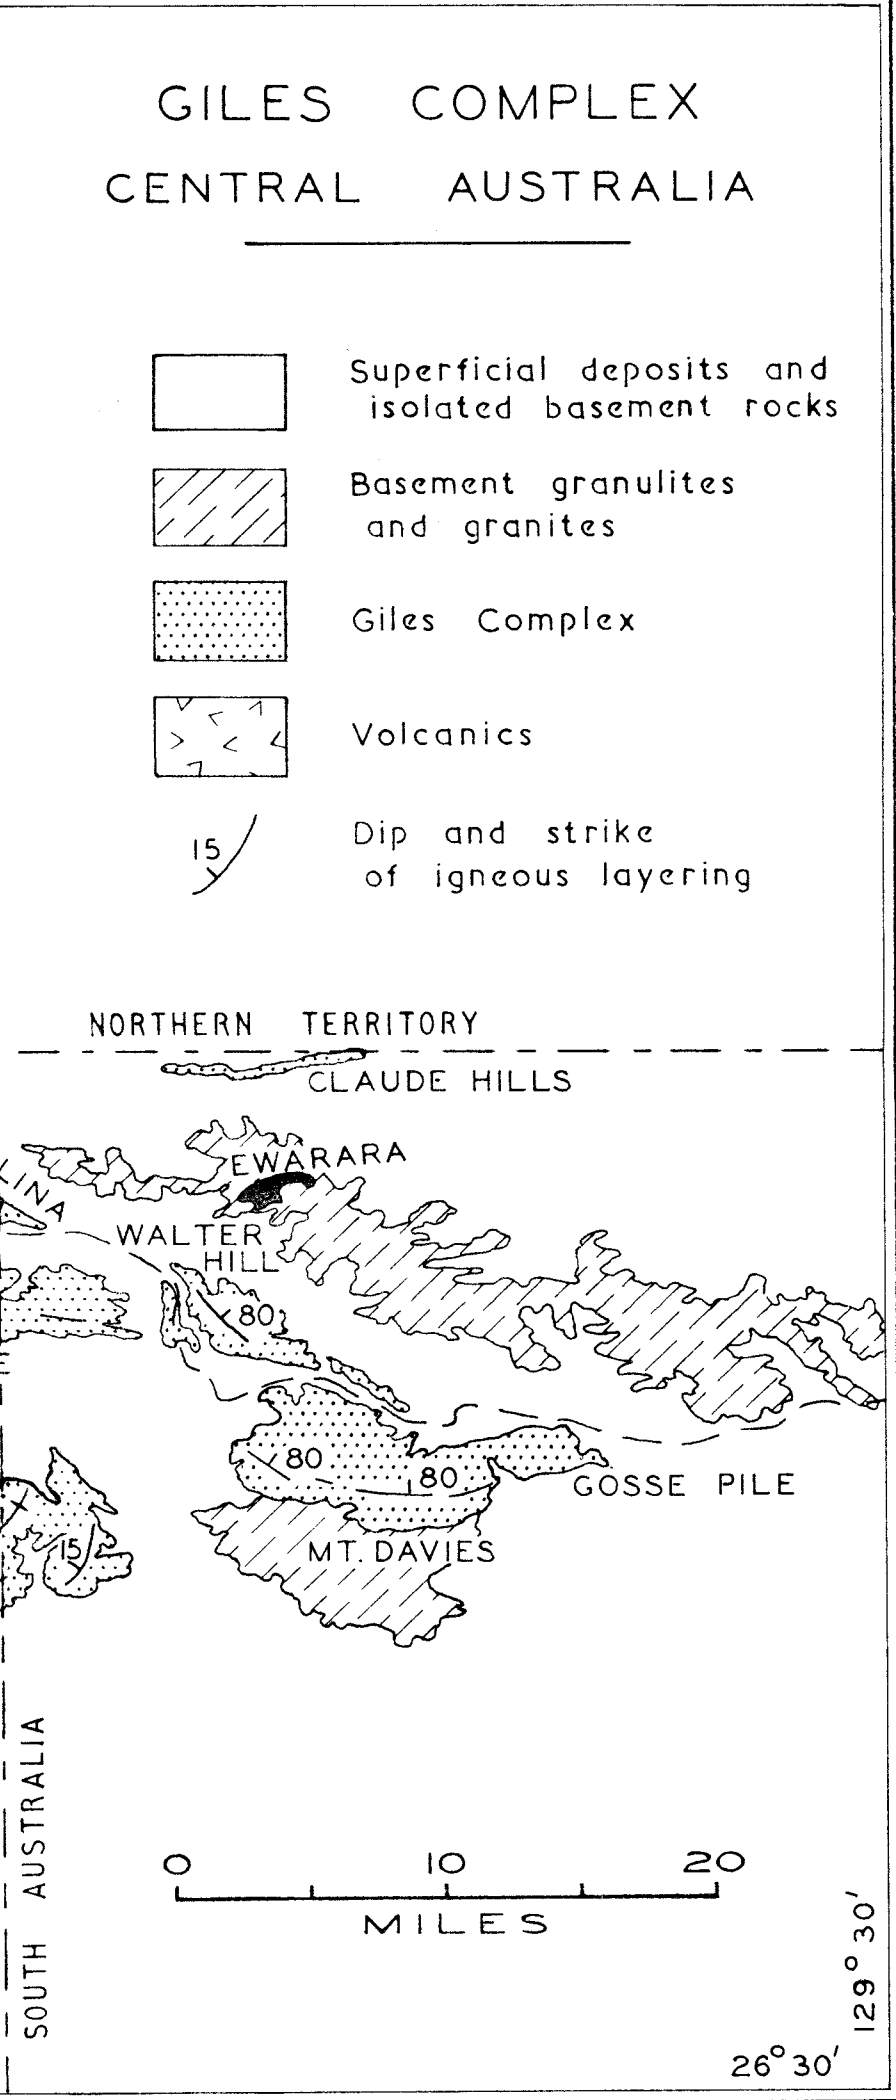 GILES COMPLEX
CENTRAL AUSTRALIA
Superficial deposits and
isolated basement rocks
Basement granulites
and granites
Giles Complex
Volcanics
15
Dip and strike
of igneous layering
NORTHERN TERRITORY
CLAUDE HILLS
EWARARA
LINA
WALTER
HILL
80
80
80
GOSSE PILE
15
MT. DAVIES
SOUTH AUSTRALIA
0 10 20
MILES
129° 30'
26° 30'